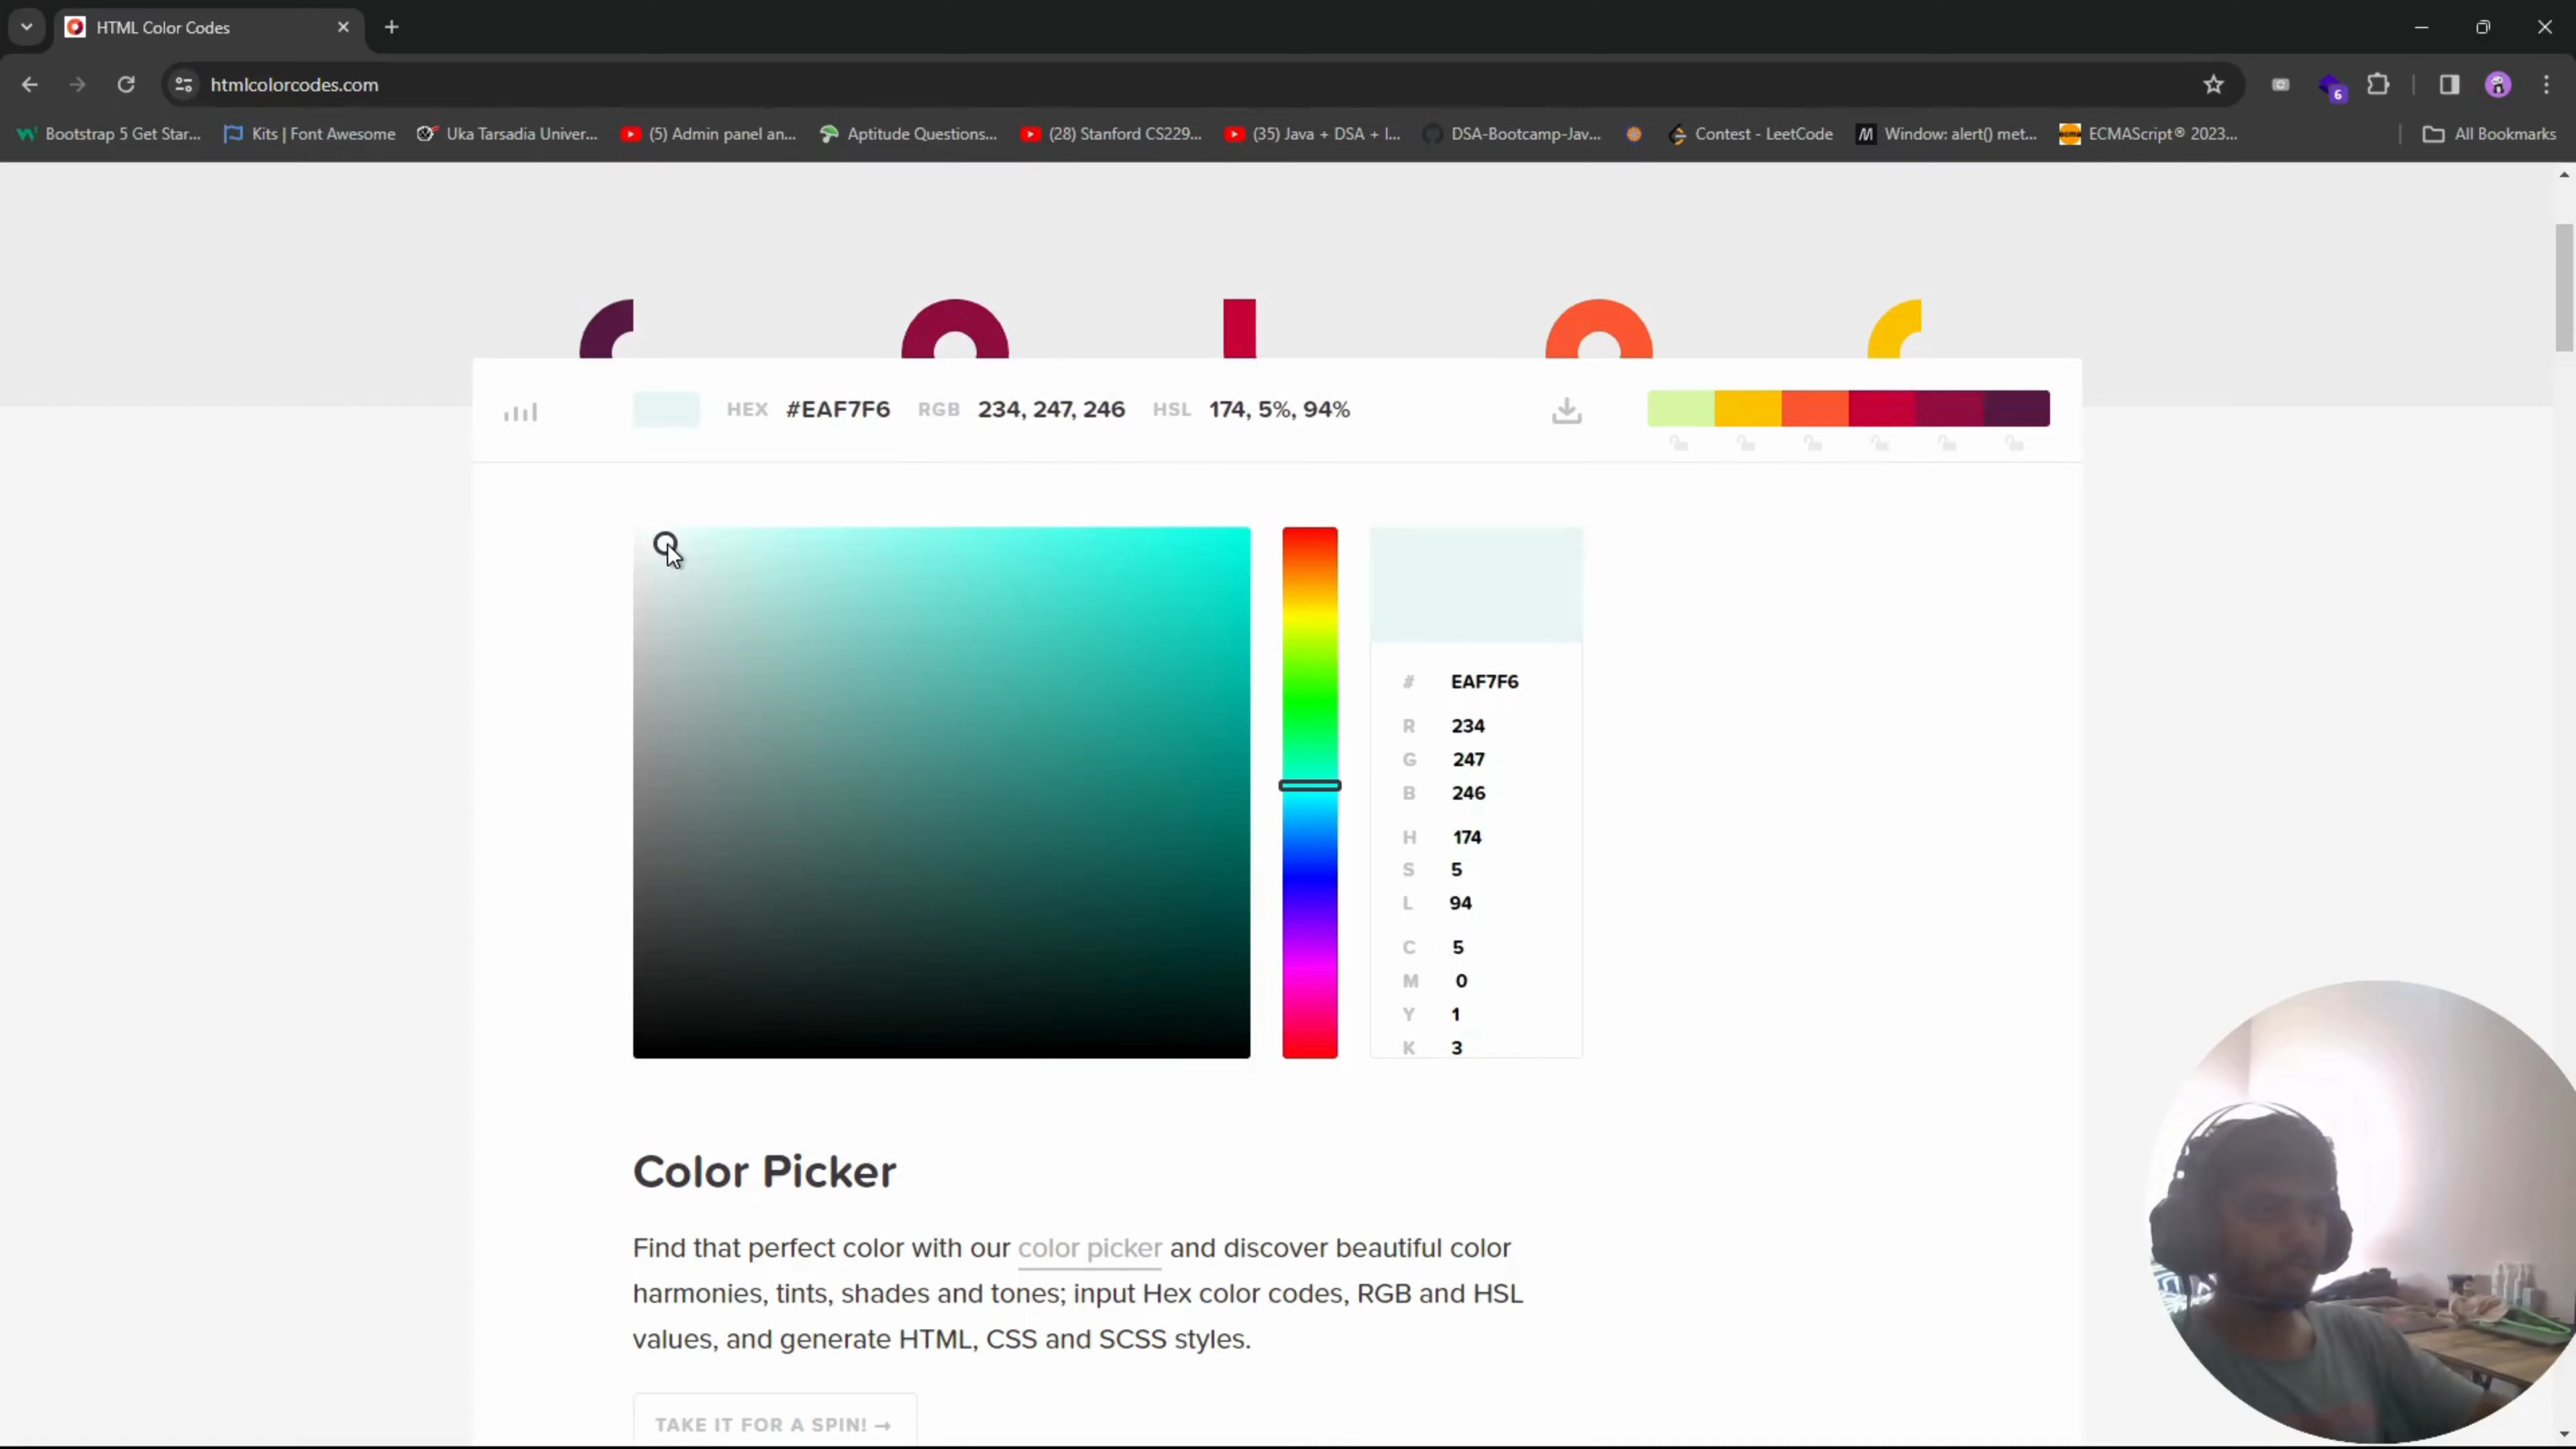 HTML Color Codes
htmlcolorcodes.com
6
Bootstrap 5 Get Star... Kits | Font Awesome Uka Tarsadia Univer... (5) Admin panel an... Aptitude Questions... (28) Stanford CS229... (35) Java + DSA + I... DSA-Bootcamp-Jav... Contest - LeetCode Window: alert() met... ECMAScript® 2023... All Bookmarks
HEX #EAF7F6 RGB 234, 247, 246 HSL 174, 5%, 94%
# EAF7F6
R 234
G 247
B 246
H 174
S 5
L 94
C 5
M 0
Y 1
K 3
Color Picker
Find that perfect color with our color picker and discover beautiful color
harmonies, tints, shades and tones; input Hex color codes, RGB and HSL
values, and generate HTML, CSS and SCSS styles.
TAKE IT FOR A SPIN! →